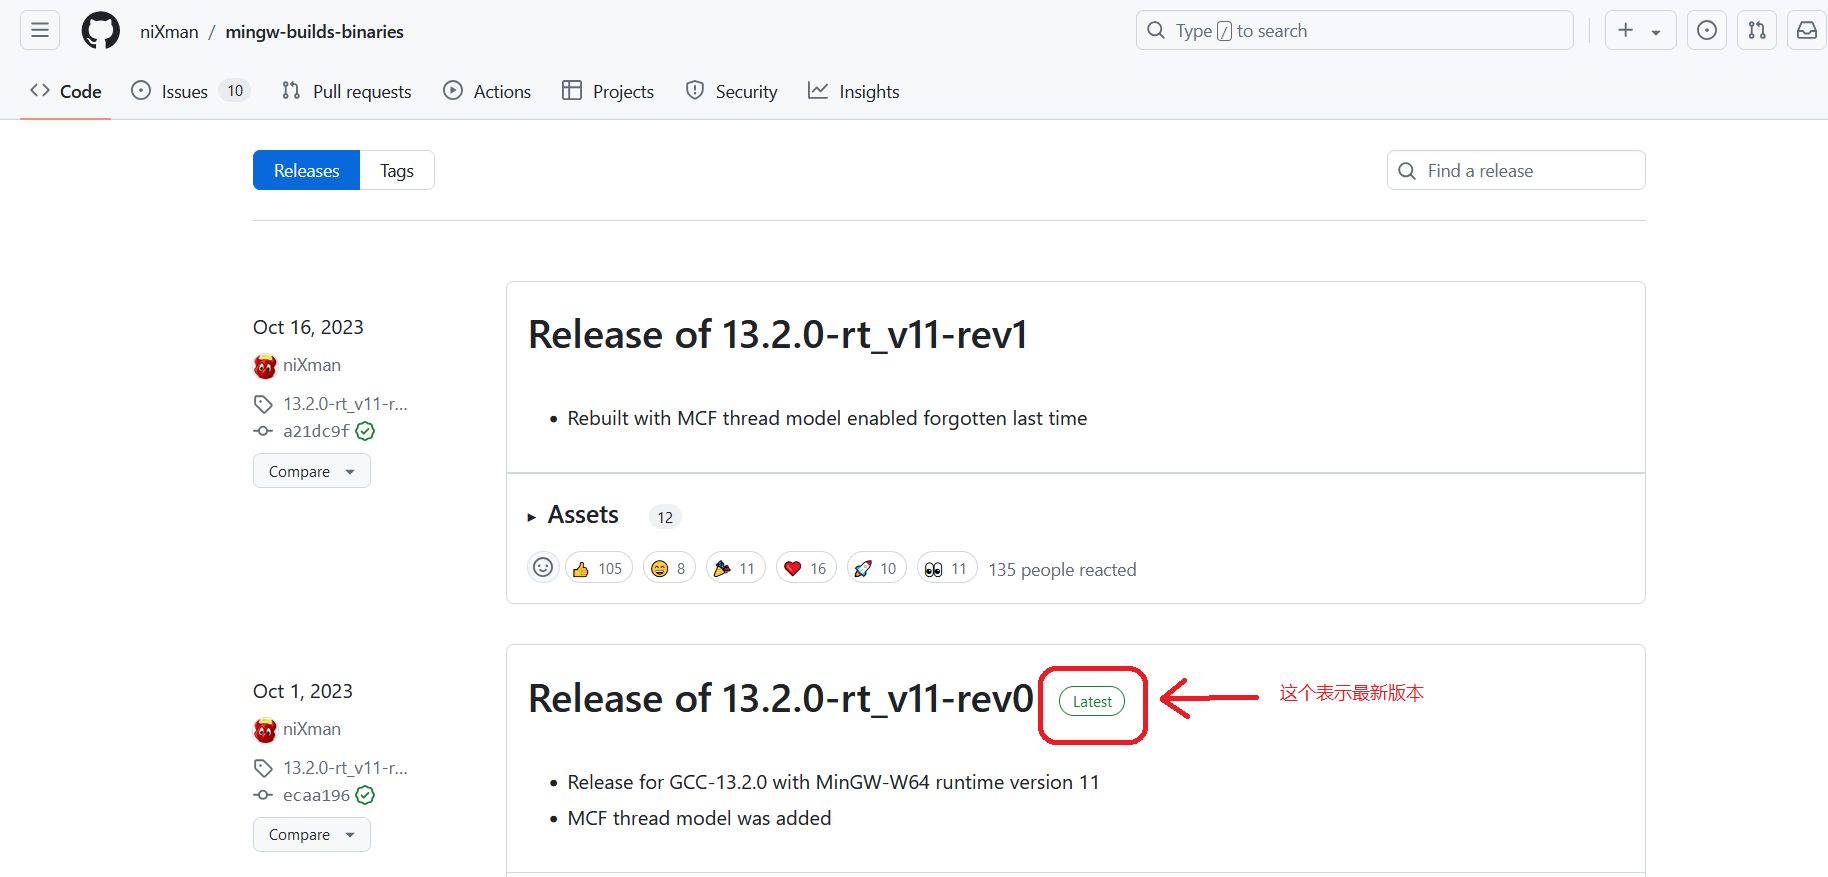 niXman / mingw-builds-binaries
Type / to search
Code
Issues 10
Pull requests
Actions
Projects
Security
Insights
Releases
Tags
Find a release
Oct 16, 2023
niXman
13.2.0-rt_v11-r...
a21dc9f
Compare
Release of 13.2.0-rt_v11-rev1
Rebuilt with MCF thread model enabled forgotten last time
Assets 12
105 8 11 16 10 11 135 people reacted
Oct 1, 2023
niXman
13.2.0-rt_v11-r...
ecaa196
Compare
Release of 13.2.0-rt_v11-rev0 Latest
这个表示最新版本
Release for GCC-13.2.0 with MinGW-W64 runtime version 11
MCF thread model was added